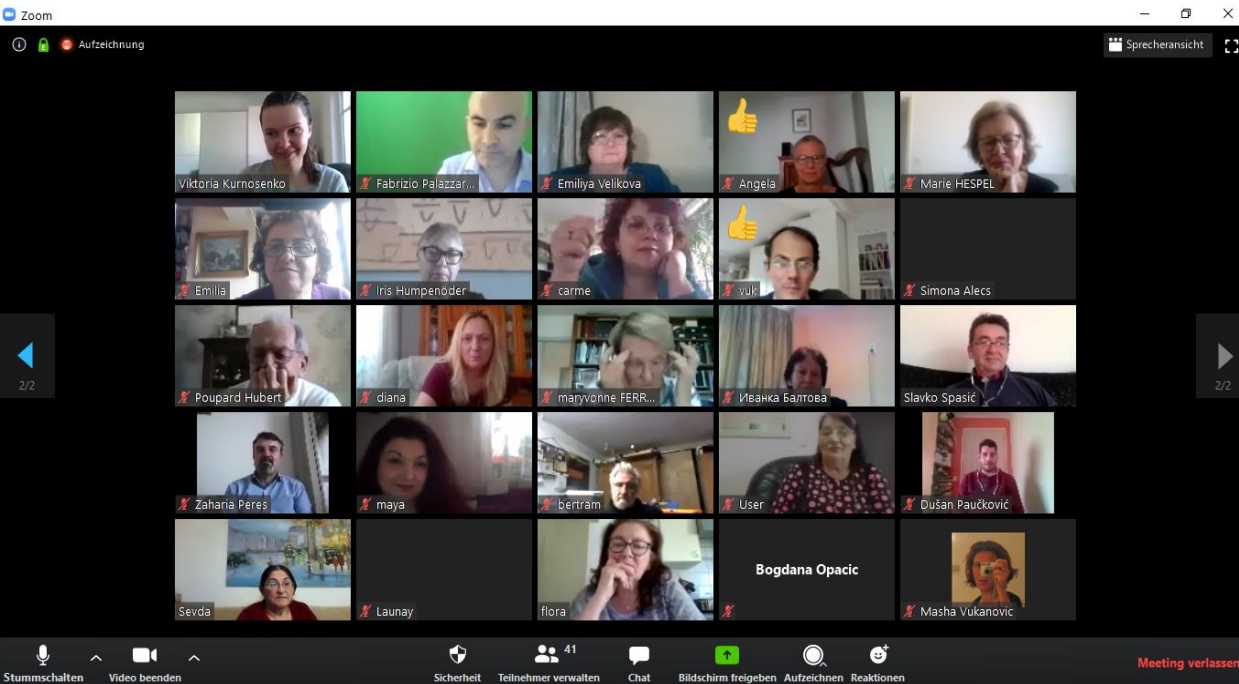 Zoom
Aufzeichnung
Sprecheransicht
Viktoria Kurnosenko
Fabrizio Palazzar...
Emiliya Velikova
Angela
Marie HESPEL
Emilia
Iris Humpenöder
carme
vuk
Simona Alecs
Poupard Hubert
diana
maryvonne FERR...
Иванка Балтова
Slavko Spasić
2/2
2/2
Zaharia Peres
maya
bertram
User
Dušan Paučković
Sevda
Launay
flora
Bogdana Opacic
Masha Vukanovic
41
Stummschalten
Video beenden
Sicherheit
Teilnehmer verwalten
Chat
Bildschirm freigeben
Aufzeichnen
Reaktionen
Meeting verlassen